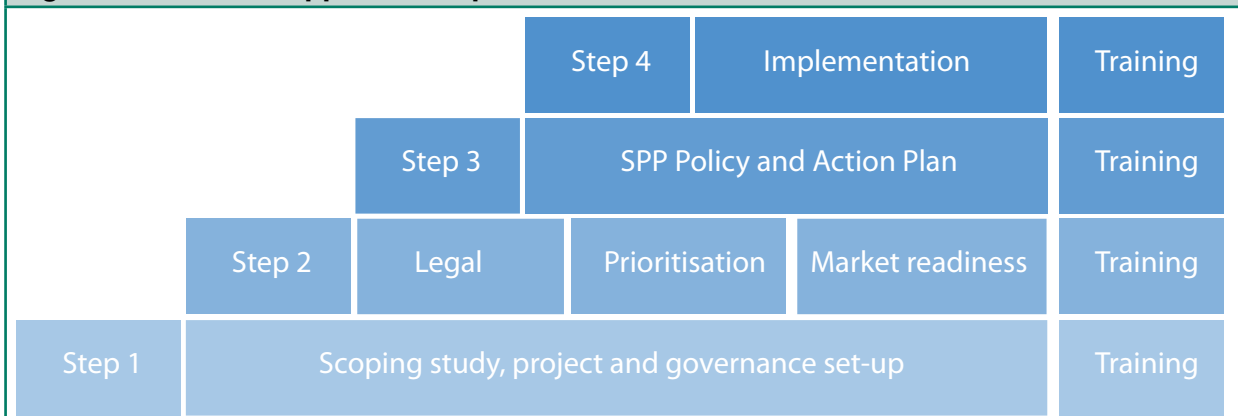 Step 4 Implementation Training
Step 3 SPP Policy and Action Plan Training
Step 2 Legal Prioritisation Market readiness Training
Step 1 Scoping study, project and governance set-up Training